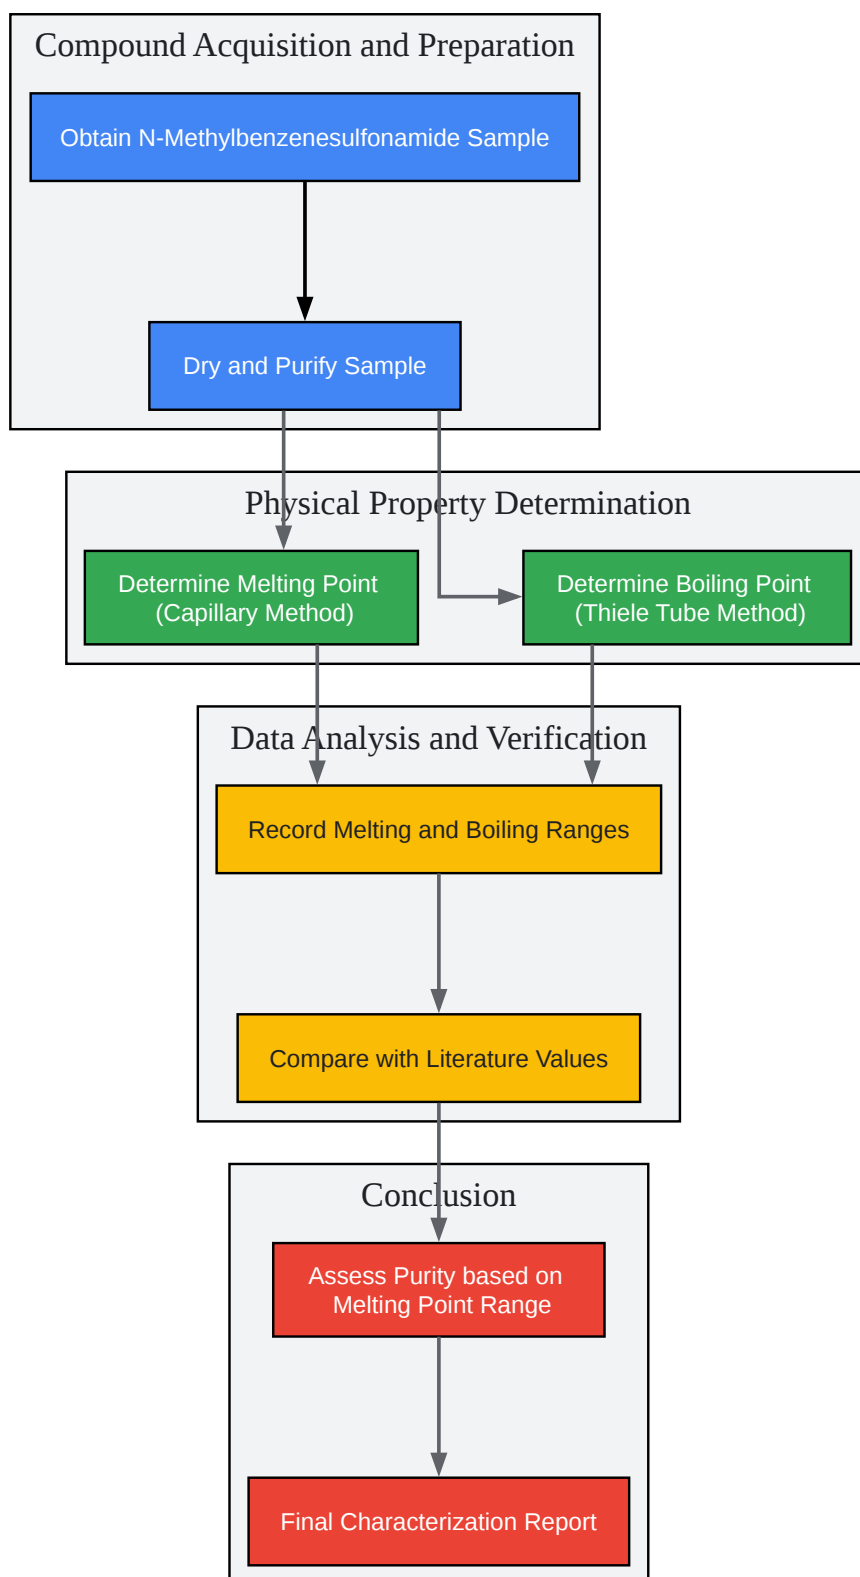 Compound Acquisition and Preparation
Obtain N-Methylbenzenesulfonamide Sample
Dry and Purify Sample
Physical Property Determination
Determine Melting Point
(Capillary Method)
Determine Boiling Point
(Thiele Tube Method)
Data Analysis and Verification
Record Melting and Boiling Ranges
Compare with Literature Values
Conclusion
Assess Purity based on
Melting Point Range
Final Characterization Report